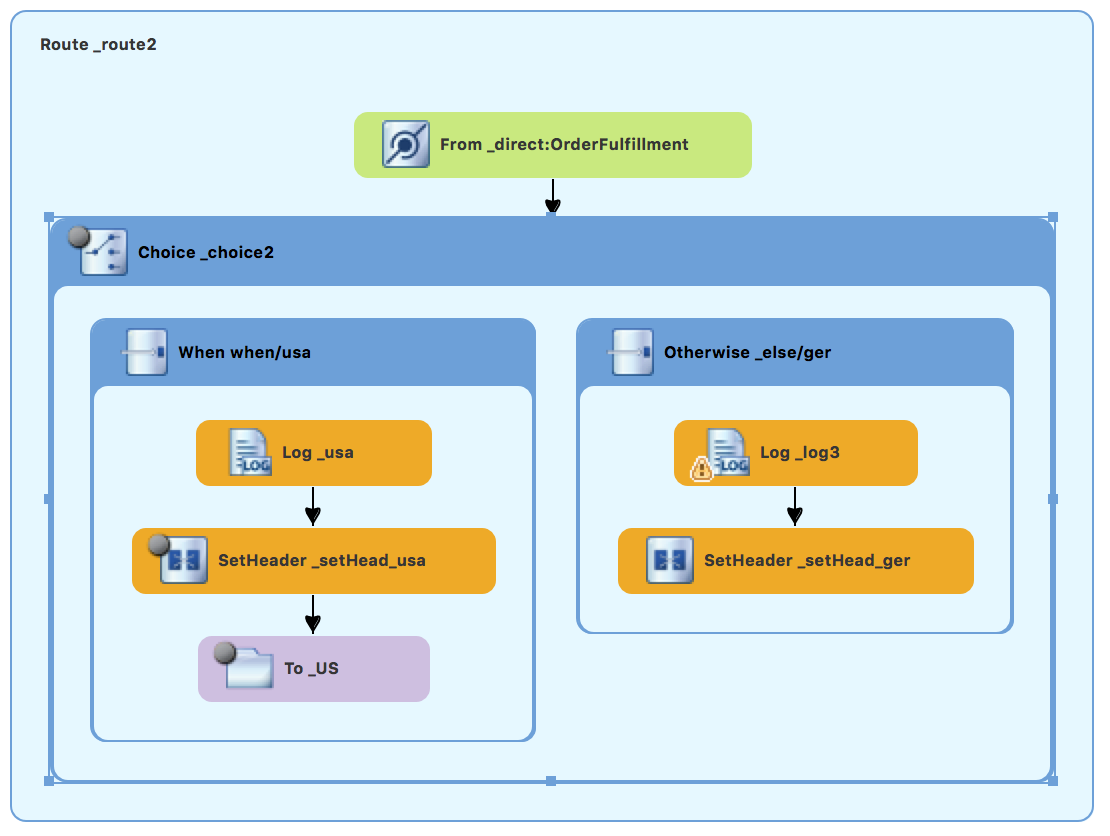 Route _route2
From _direct:OrderFulfillment
Choice _choice2
When when/usa
Otherwise _else/ger
LOG Log _usa
LOG Log _log3
SetHeader _setHead_usa
SetHeader _setHead_ger
To _US